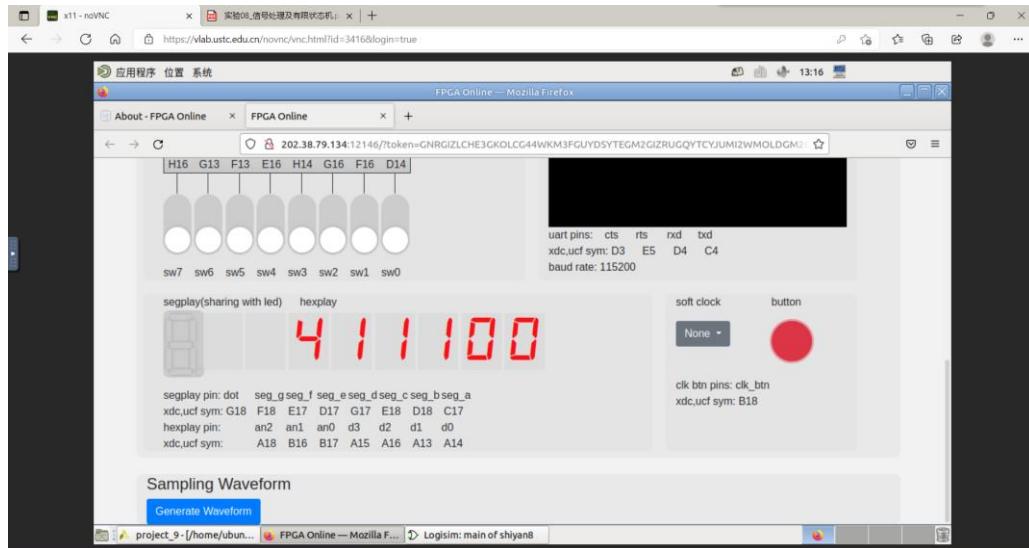 x11 - noVNC
实验08_信号处理及有限状态机.p
https://vlab.ustc.edu.cn/novnc/vnc.html?id=3416&login=true
应用程序 位置 系统
13:16
FPGA Online — Mozilla Firefox
About - FPGA Online
FPGA Online
H16 G13 F13 E16 H14 G16 F16 D14
sw7 sw6 sw5 sw4 sw3 sw2 sw1 sw0
uart pins: cts rts rxd txd
xdc,ucf sym: D3 E5 D4 C4
baud rate: 115200
segplay(sharing with led) hexplay
411100
segplay pin: dot seg_g seg_f seg_e seg_d seg_c seg_b seg_a
xdc,ucf sym: G18 F18 E17 D17 G17 E18 D18 C17
hexplay pin: an2 an1 an0 d3 d2 d1 d0
xdc,ucf sym: A18 B16 B17 A15 A16 A13 A14
soft clock button
None
clk btn pins: clk_btn
xdc,ucf sym: B18
Sampling Waveform
Generate Waveform
project_9 - [/home/ubun...
FPGA Online — Mozilla F...
Logisim: main of shiyan8